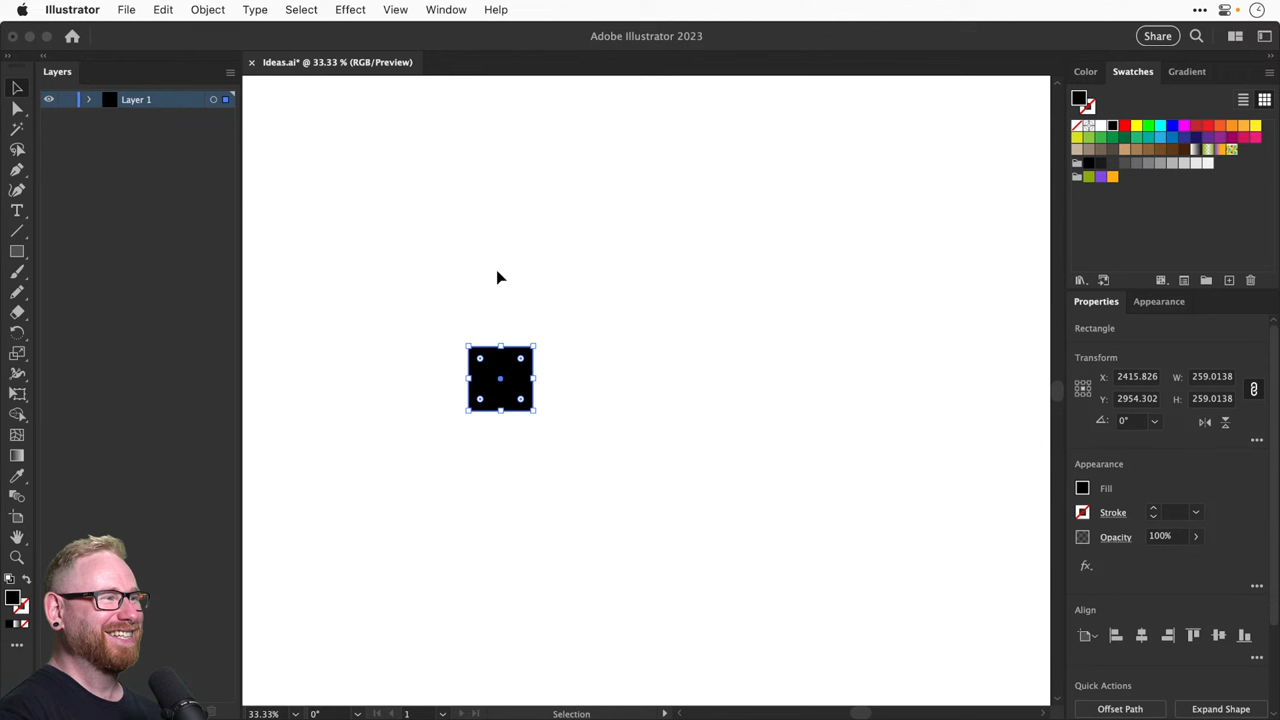 Illustrator File Edit Object Type Select Effect View Window Help
Adobe Illustrator 2023
Share
Layers
Ideas.ai* @ 33.33 % (RGB/Preview)
Color Swatches Gradient
Layer 1
Properties Appearance
Rectangle
Transform
X: 2415.826 W: 259.0138
Y: 2954.302 H: 259.0138
0°
Appearance
Fill
Stroke
Opacity 100%
fx.
Align
Quick Actions
Offset Path Expand Shape
33.33% 0° 1 Selection